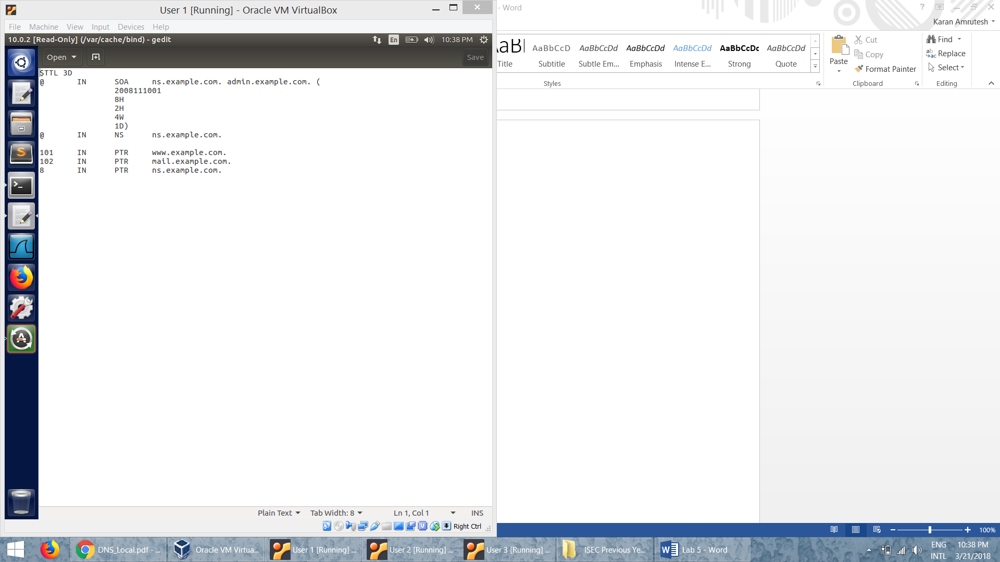 User 1 [Running] - Oracle VM VirtualBox
File Machine View Input Devices Help
10.0.2 [Read-Only] (/var/cache/bind) - gedit
En
10:38 PM
Open
Save
$TTL 3D
@ IN SOA ns.example.com. admin.example.com. (
2008111001
8H
2H
4W
1D)
@ IN NS ns.example.com.
101 IN PTR www.example.com.
102 IN PTR mail.example.com.
8 IN PTR ns.example.com.
Plain Text Tab Width: 8 Ln 1, Col 1 INS
Right Ctrl
- Word
?
Karan Amrutesh
AaBbCcD AaBbCcDd AaBbCcDd AaBbCcDd AaBbCcDc AaBbCcDd
Title Subtitle Subtle Em... Emphasis Intense E... Strong Quote
Styles
Paste
Cut
Copy
Format Painter
Clipboard
Find
Replace
Select
Editing
100%
DNS_Local.pdf - ...
Oracle VM Virtua...
User 1 [Running] ...
User 2 [Running] ...
User 3 [Running] ...
ISEC Previous Ye...
Lab 5 - Word
ENG
INTL
10:38 PM
3/21/2018